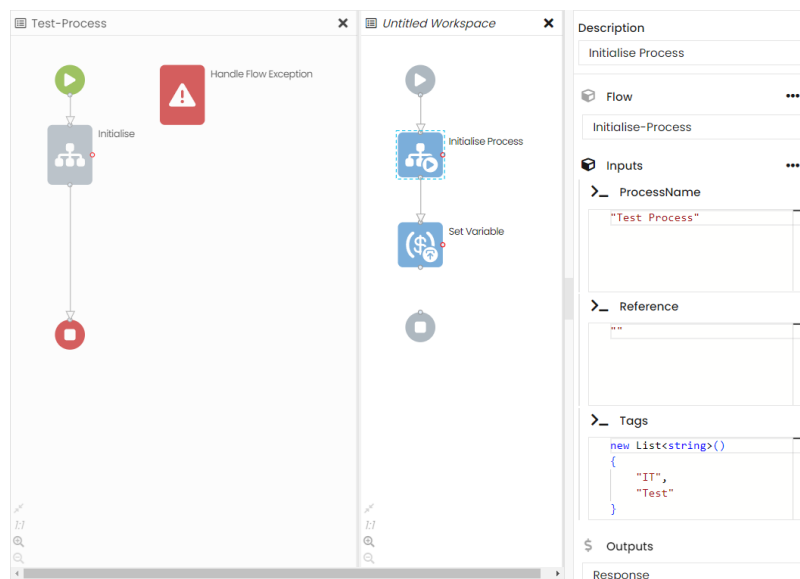 Test-Process
Handle Flow Exception
Initialise
1:1
Untitled Workspace
Initialise Process
Set Variable
1:1
Description
Initialise Process
Flow
Initialise-Process
Inputs
ProcessName
"Test Process"
Reference
""
Tags
new List<string>()
{
"IT",
"Test"
}
Outputs
Response